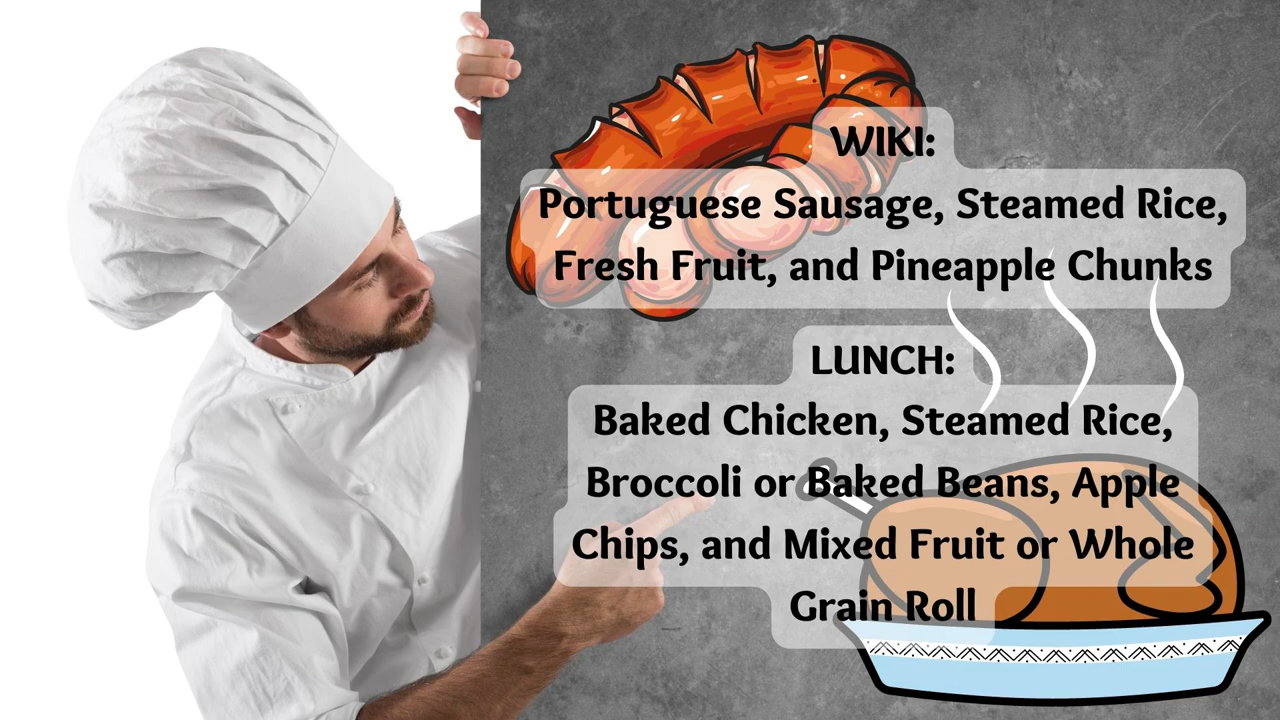 WIKI:
Portuguese Sausage, Steamed Rice,
Fresh Fruit, and Pineapple Chunks
LUNCH:
Baked Chicken, Steamed Rice,
Broccoli or Baked Beans, Apple
Chips, and Mixed Fruit or Whole
Grain Roll